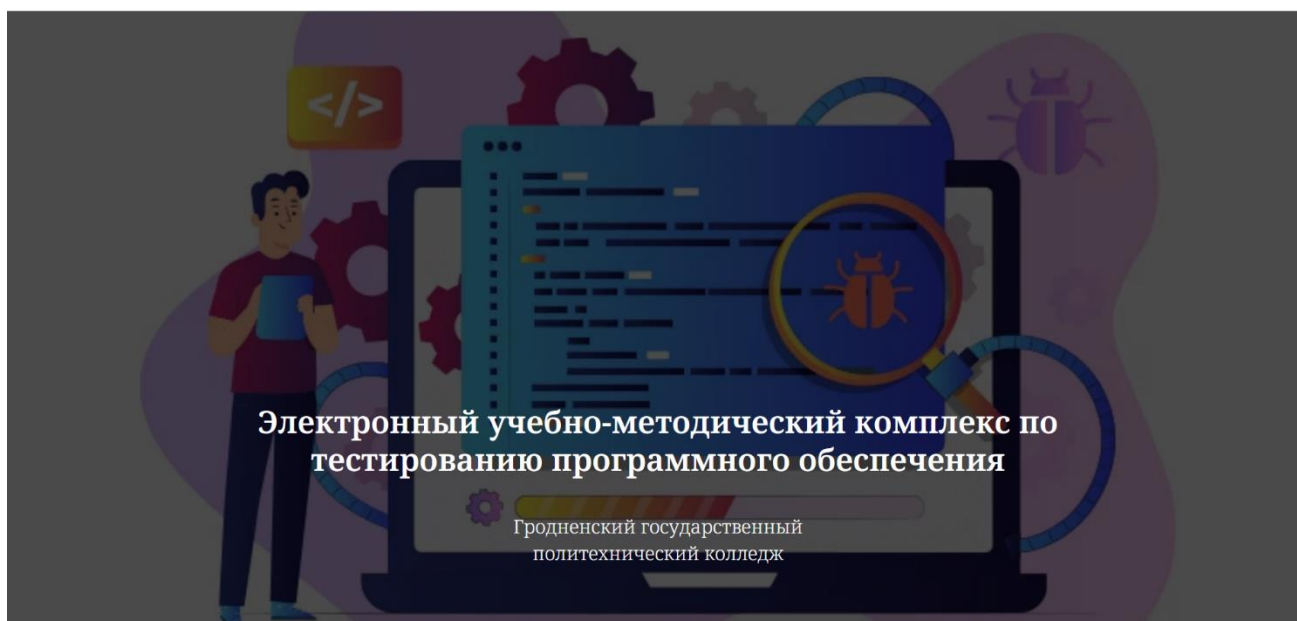 </>
Электронный учебно-методический комплекс по
тестированию программного обеспечения
Гродненский государственный
политехнический колледж